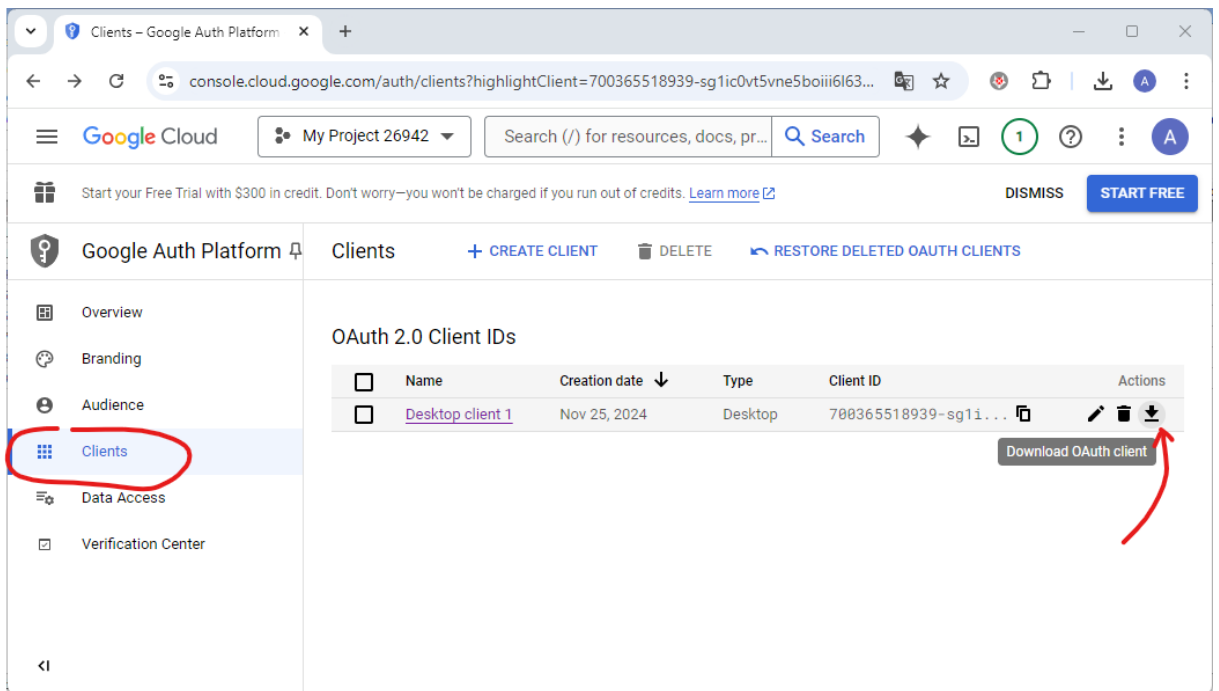 Clients – Google Auth Platform
console.cloud.google.com/auth/clients?highlightClient=700365518939-sg1ic0vt5vne5boiii6l63... A
Google Cloud My Project 26942 Search (/) for resources, docs, pr... Search 1 A
Start your Free Trial with $300 in credit. Don't worry—you won't be charged if you run out of credits. Learn more DISMISS START FREE
Google Auth Platform Clients + CREATE CLIENT DELETE RESTORE DELETED OAUTH CLIENTS
Overview
Branding
Audience
Clients
Data Access
Verification Center
OAuth 2.0 Client IDs
Name Creation date Type Client ID Actions
Desktop client 1 Nov 25, 2024 Desktop 700365518939-sg1i...
Download OAuth client